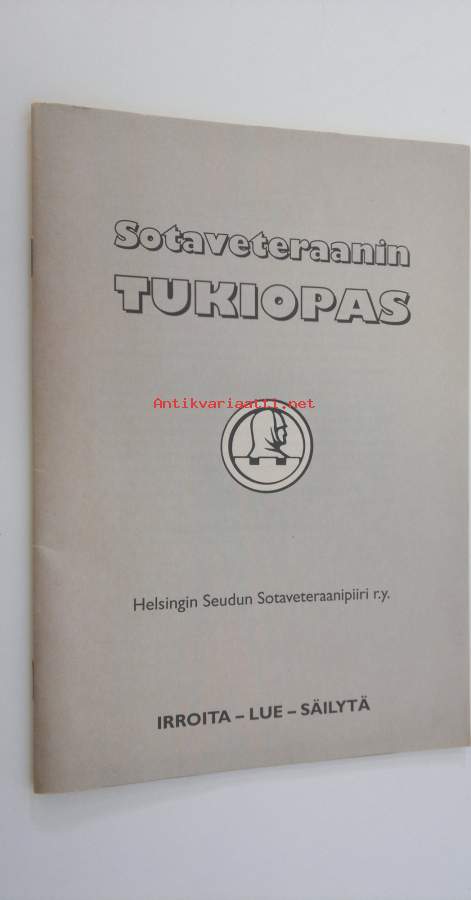 Sotaveteraanin
TUKIOPAS
Antikvariaatti.net
Helsingin Seudun Sotaveteraanipiiri r.y.
IRROITA – LUE – SÄILYTÄ